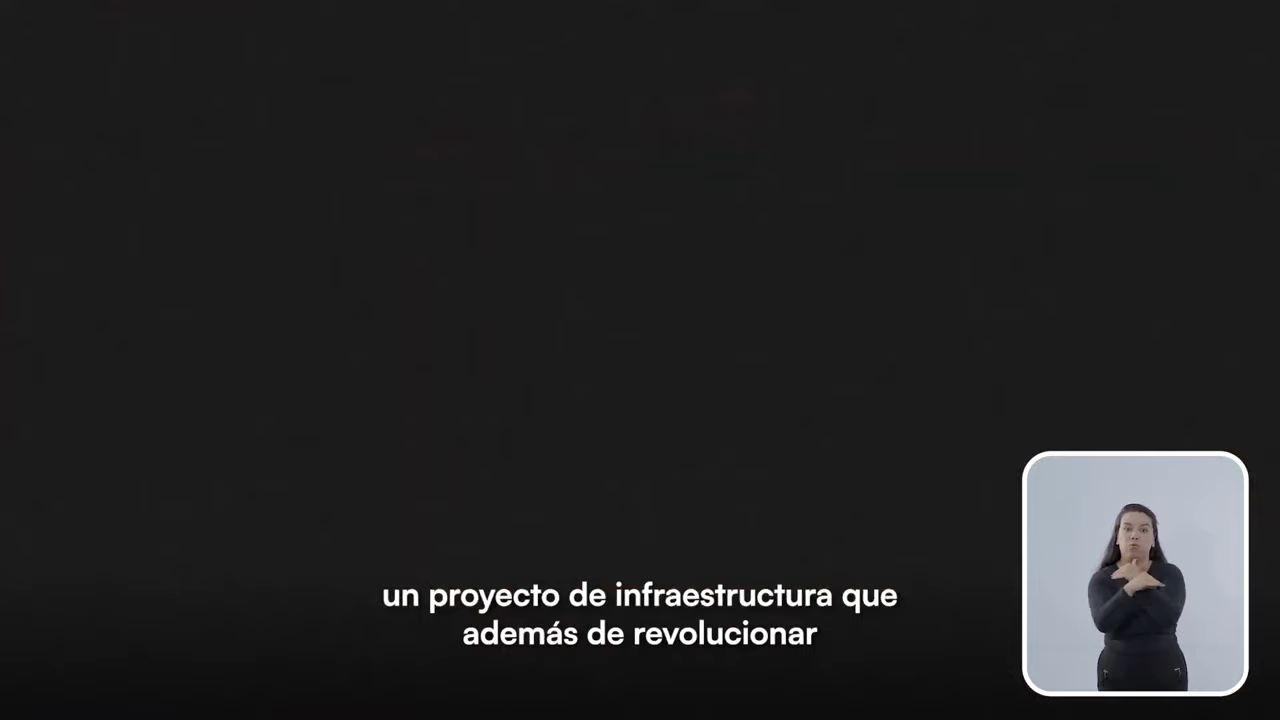 un proyecto de infraestructura que
además de revolucionar